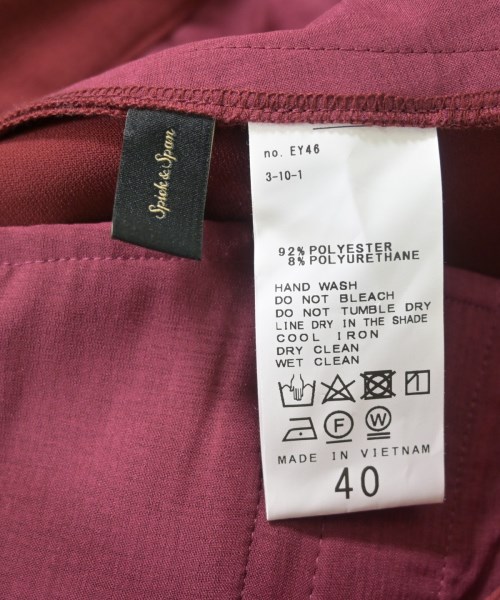 Spick & Span
no. EY46
3-10-1
92% POLYESTER
8% POLYURETHANE
HAND WASH
DO NOT BLEACH
DO NOT TUMBLE DRY
LINE DRY IN THE SHADE
COOL IRON
DRY CLEAN
WET CLEAN
F W
MADE IN VIETNAM
40